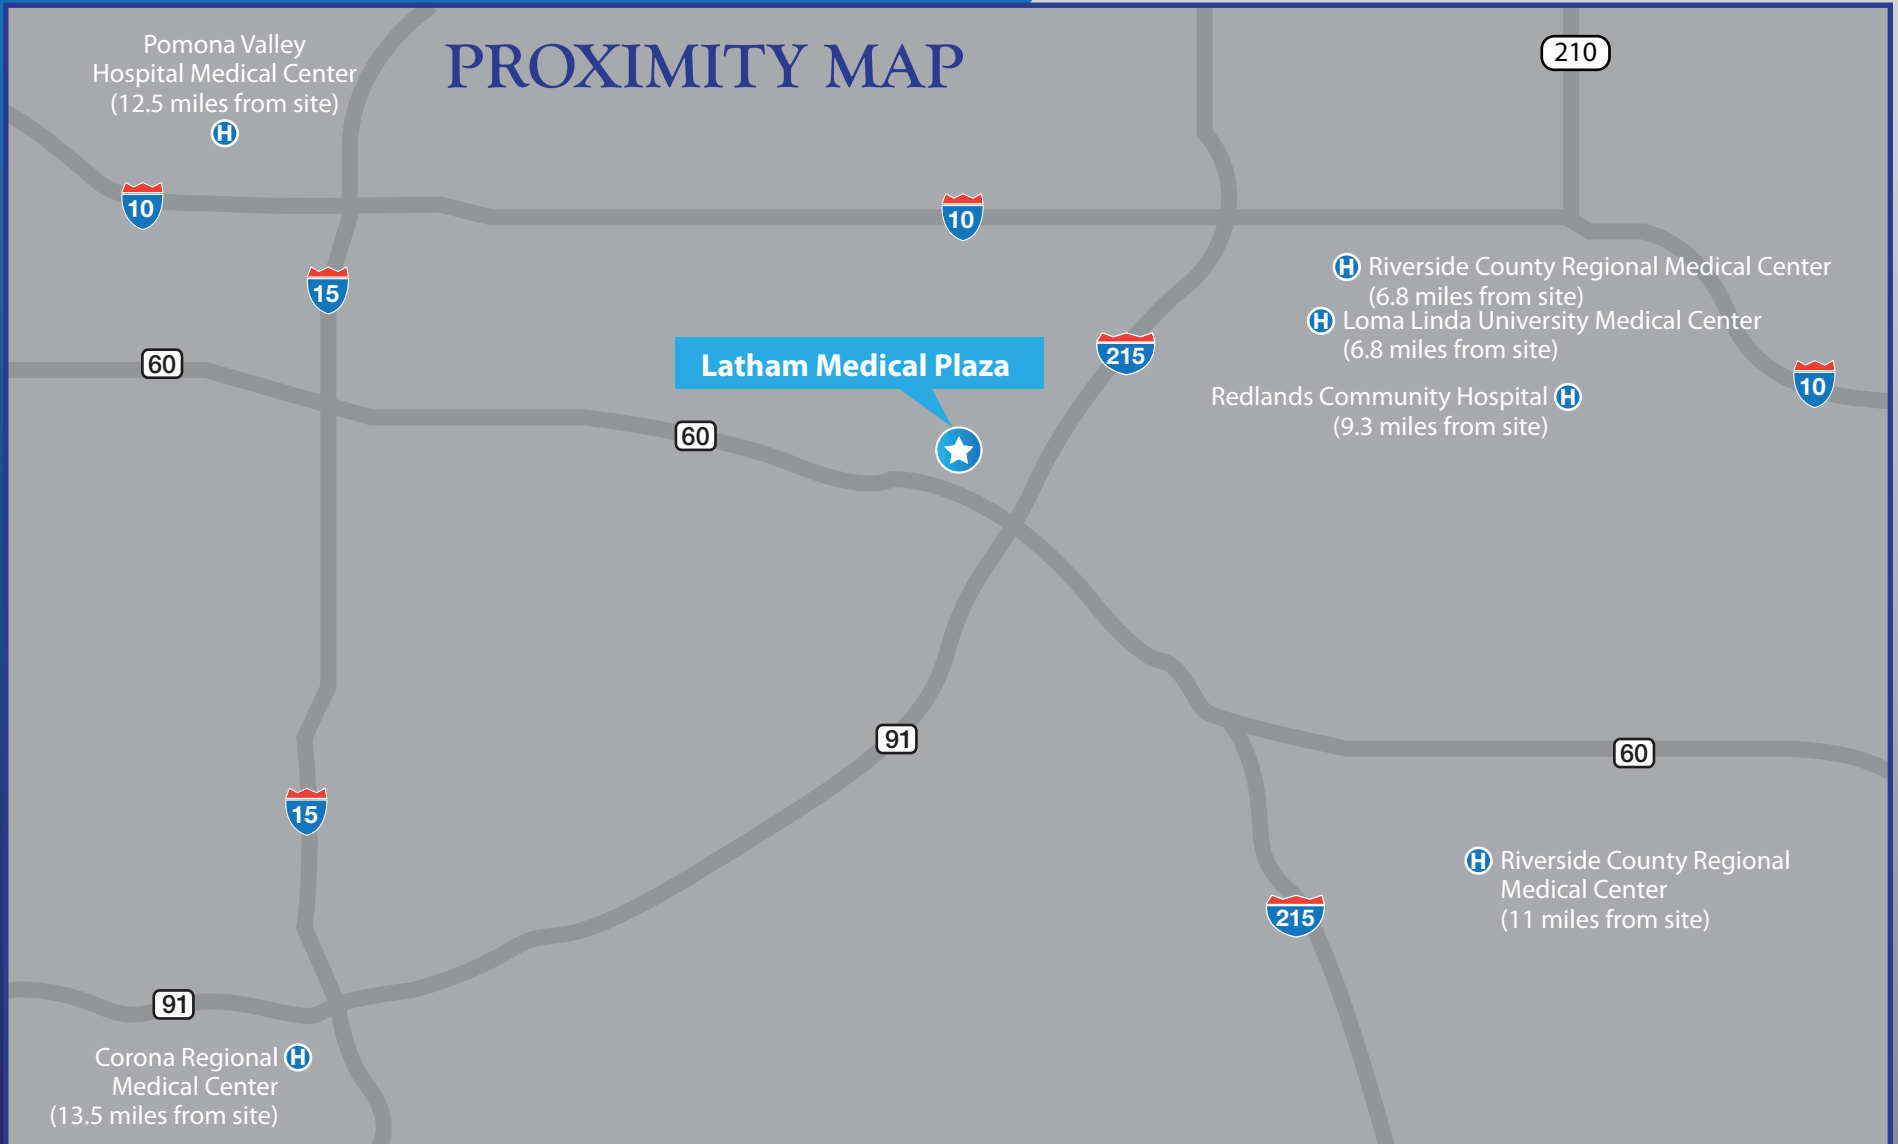 PROXIMITY MAP
Pomona Valley
Hospital Medical Center
(12.5 miles from site)
H
210
10
10
15
H Riverside County Regional Medical Center
(6.8 miles from site)
H Loma Linda University Medical Center
(6.8 miles from site)
60
Latham Medical Plaza
215
10
Redlands Community Hospital H
(9.3 miles from site)
60
91
60
15
H Riverside County Regional
Medical Center
(11 miles from site)
215
91
Corona Regional H
Medical Center
(13.5 miles from site)